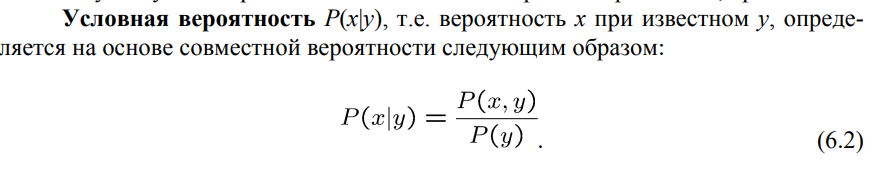 Условная вероятность P(x|y), т.е. вероятность x при известном y, опреде-
ляется на основе совместной вероятности следующим образом:
P(x|y) = P(x, y) / P(y) .
(6.2)